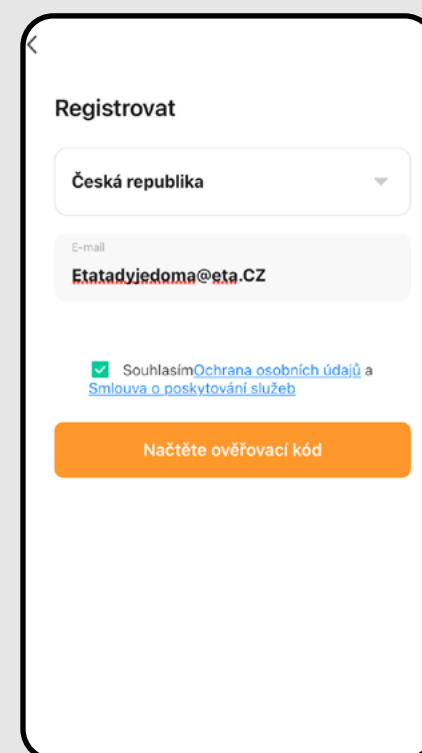 Registrovat
Česká republika
E-mail
Etatadyjedoma@eta.CZ
SouhlasímOchrana osobních údajů a
Smlouva o poskytování služeb
Načtěte ověřovací kód